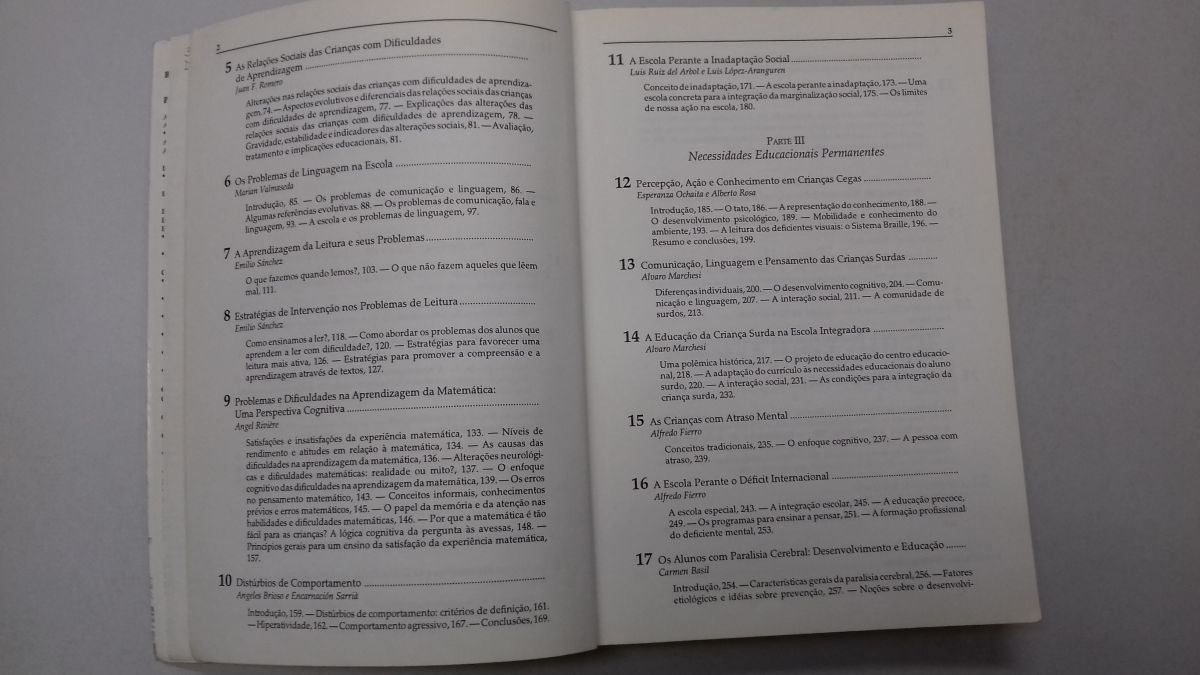 2
5 As Relações Sociais das Crianças com Dificuldades
de Aprendizagem
Juan F. Romero
Alterações nas relações sociais das crianças com dificuldades de aprendiza-
gem, 74. — Aspectos evolutivos e diferenciais das relações sociais das crianças
com dificuldades de aprendizagem, 77. — Explicações das alterações das
relações sociais das crianças com dificuldades de aprendizagem, 78. —
Gravidade, estabilidade e indicadores das alterações sociais, 81. — Avaliação,
tratamento e implicações educacionais, 81.
6 Os Problemas de Linguagem na Escola
Marian Valmaseda
Introdução, 85. — Os problemas de comunicação e linguagem, 86. —
Algumas referências evolutivas. 88. — Os problemas de comunicação, fala e
linguagem, 93. — A escola e os problemas de linguagem, 97.
7 A Aprendizagem da Leitura e seus Problemas
Emilio Sánchez
O que fazemos quando lemos?, 103. — O que não fazem aqueles que lêem
mal, 111.
8 Estratégias de Intervenção nos Problemas de Leitura
Emilio Sánchez
Como ensinamos a ler?, 118. — Como abordar os problemas dos alunos que
aprendem a ler com dificuldade?, 120. — Estratégias para favorecer uma
leitura mais ativa, 126. — Estratégias para promover a compreensão e a
aprendizagem através de textos, 127.
9 Problemas e Dificuldades na Aprendizagem da Matemática:
Uma Perspectiva Cognitiva
Angel Rivière
Satisfações e insatisfações da experiência matemática, 133. — Níveis de
rendimento e atitudes em relação à matemática, 134. — As causas das
dificuldades na aprendizagem da matemática, 136. — Alterações neurológi-
cas e dificuldades matemáticas: realidade ou mito?, 137. — O enfoque
cognitivo das dificuldades na aprendizagem da matemática, 139. — Os erros
no pensamento matemático, 143. — Conceitos informais, conhecimentos
prévios e erros matemáticos, 145. — O papel da memória e da atenção nas
habilidades e dificuldades matemáticas, 146. — Por que a matemática é tão
fácil para as crianças? A lógica cognitiva da pergunta às avessas, 148. —
Princípios gerais para um ensino da satisfação da experiência matemática,
157.
10 Distúrbios de Comportamento
Angeles Brioso e Encarnación Sarriá
Introdução, 159. — Distúrbios de comportamento: critérios de definição, 161.
— Hiperatividade, 162. — Comportamento agressivo, 167. — Conclusões, 169.
3
11 A Escola Perante a Inadaptação Social
Luis Ruiz del Arbol e Luis López-Aranguren
Conceito de inadaptação, 171. — A escola perante a inadaptação, 173. — Uma
escola concreta para a integração da marginalização social, 175. — Os limites
de nossa ação na escola, 180.
PARTE III
Necessidades Educacionais Permanentes
12 Percepção, Ação e Conhecimento em Crianças Cegas
Esperanza Ochaita e Alberto Rosa
Introdução, 185. — O tato, 186. — A representação do conhecimento, 188. —
O desenvolvimento psicológico, 189. — Mobilidade e conhecimento do
ambiente, 193. — A leitura dos deficientes visuais: o Sistema Braille, 196. —
Resumo e conclusões, 199.
13 Comunicação, Linguagem e Pensamento das Crianças Surdas
Alvaro Marchesi
Diferenças individuais, 200. — O desenvolvimento cognitivo, 204. — Comu-
nicação e linguagem, 207. — A interação social, 211. — A comunidade de
surdos, 213.
14 A Educação da Criança Surda na Escola Integradora
Alvaro Marchesi
Uma polêmica histórica, 217. — O projeto de educação do centro educacio-
nal, 218. — A adaptação do currículo às necessidades educacionais do aluno
surdo, 220. — A interação social, 231. — As condições para a integração da
criança surda, 232.
15 As Crianças com Atraso Mental
Alfredo Fierro
Conceitos tradicionais, 235. — O enfoque cognitivo, 237. — A pessoa com
atraso, 239.
16 A Escola Perante o Déficit Internacional
Alfredo Fierro
A escola especial, 243. — A integração escolar, 245. — A educação precoce,
249. — Os programas para ensinar a pensar, 251. — A formação profissional
do deficiente mental, 253.
17 Os Alunos com Paralisia Cerebral: Desenvolvimento e Educação
Carmen Basil
Introdução, 254. — Características gerais da paralisia cerebral, 256. — Fatores
etiológicos e idéias sobre prevenção, 257. — Noções sobre o desenvolvi-